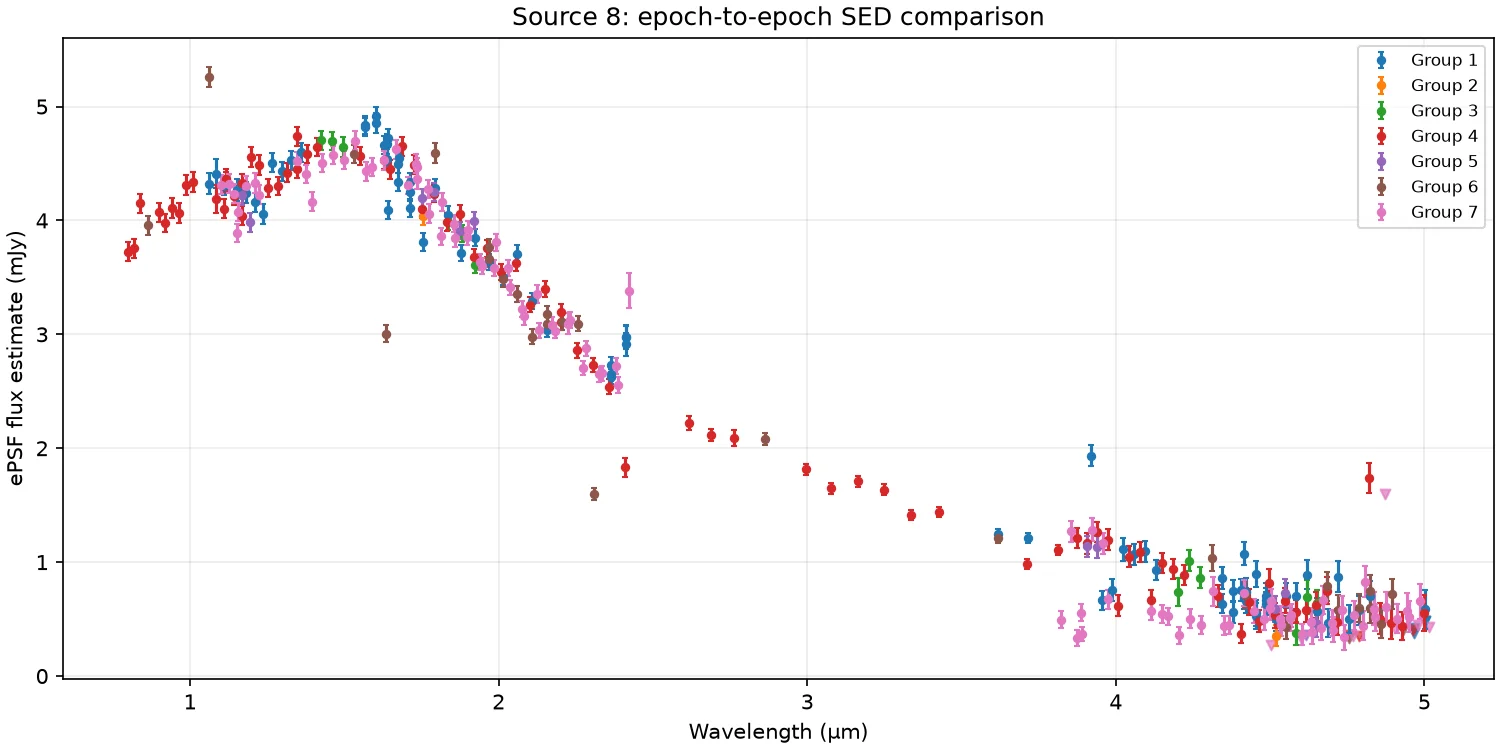 Source 8: epoch-to-epoch SED comparison
ePSF flux estimate (mJy)
5
4
3
2
1
0
Group 1
Group 2
Group 3
Group 4
Group 5
Group 6
Group 7
1 2 3 4 5
Wavelength (μm)